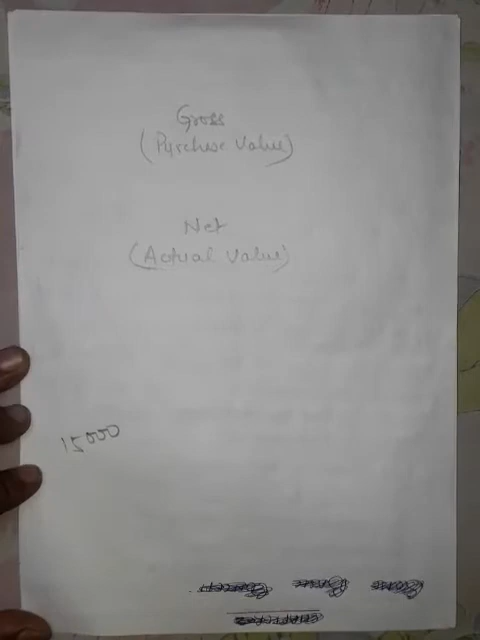 Gross
(Purchase Value)
Net
(Actual Value)
15000